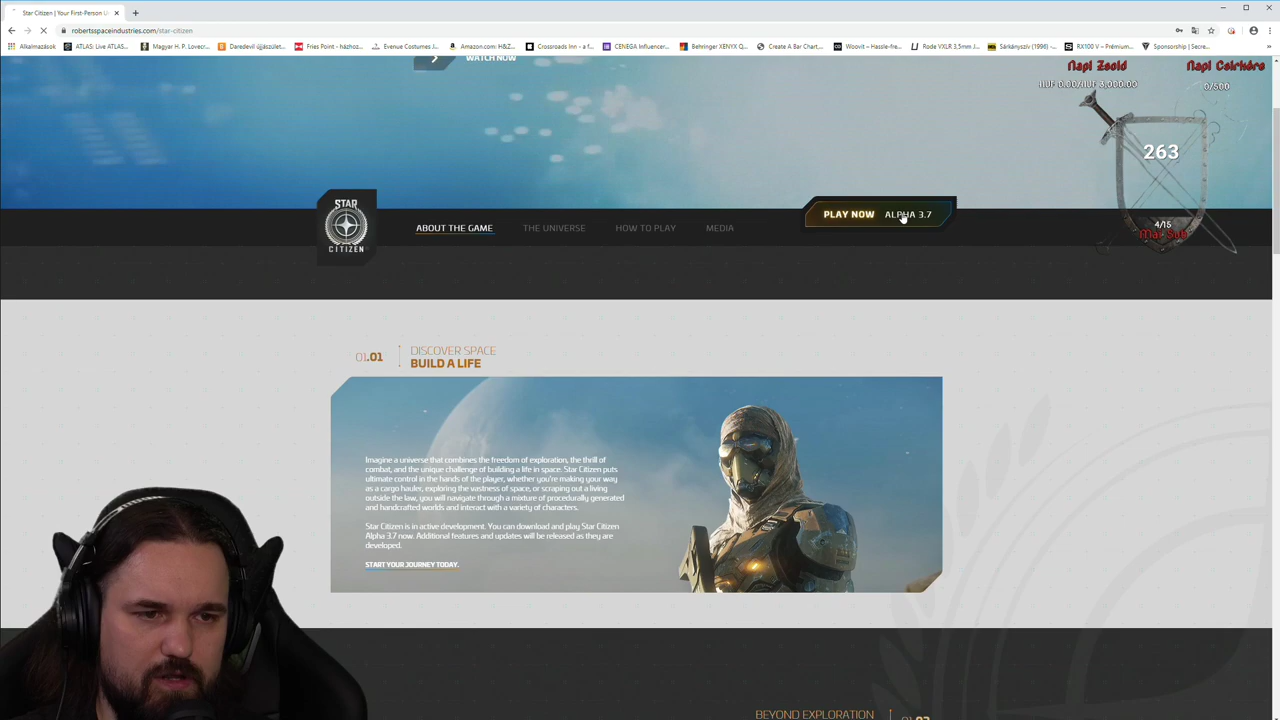 Star Citizen | Your First-Person U
robertsspaceindustries.com/star-citizen
Alkalmazások
ATLAS: Live ATLAS...
Magyar H. P. Lovecr...
Daredevil újjászület...
Fries Point - házhoz...
Evenue Costumes J...
Amazon.com: H&Z...
Crossroads Inn - a f...
CENEGA Influencer...
Behringer XENYX Q...
Create A Bar Chart,...
Woovit – Hassle-fre...
Rode VXLR 3,5mm J...
Sárkányszív (1996) -...
RX100 V – Prémium...
Sponsorship | Secre...
WATCH NOW
Napi Zsold
HUF 0.00/HUF 3,000.00
Napi Csirkére
0/500
263
4/15
STAR
CITIZEN
ABOUT THE GAME
THE UNIVERSE
HOW TO PLAY
MEDIA
PLAY NOW ALPHA 3.7
01.01
DISCOVER SPACE
BUILD A LIFE
Imagine a universe that combines the freedom of exploration, the thrill of
combat, and the unique challenge of building a life in space. Star Citizen puts
ultimate control in the hands of the player, whether you're making your way
as a cargo hauler, exploring the vastness of space, or scraping out a living
outside the law, you will navigate through a mixture of procedurally generated
and handcrafted worlds and interact with a variety of characters.
Star Citizen is in active development. You can download and play Star Citizen
Alpha 3.7 now. Additional features and updates will be released as they are
developed.
START YOUR JOURNEY TODAY.
BEYOND EXPLORATION
01.02